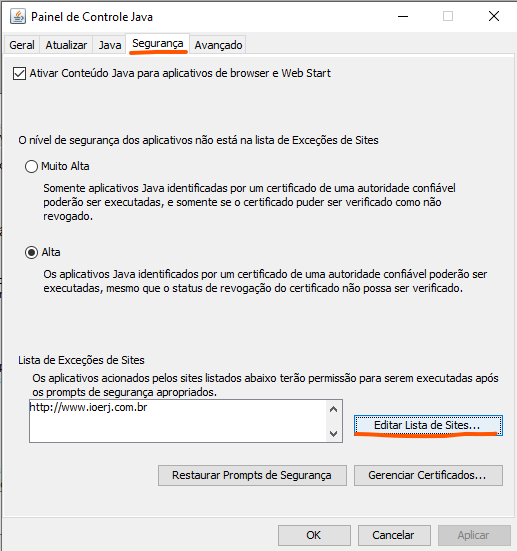 Painel de Controle Java
Geral Atualizar Java Segurança Avançado
Ativar Conteúdo Java para aplicativos de browser e Web Start
O nível de segurança dos aplicativos não está na lista de Exceções de Sites
Muito Alta
Somente aplicativos Java identificadas por um certificado de uma autoridade confiável
poderão ser executadas, e somente se o certificado puder ser verificado como não
revogado.
Alta
Os aplicativos Java identificados por um certificado de uma autoridade confiável poderão ser
executadas, mesmo que o status de revogação do certificado não possa ser verificado.
Lista de Exceções de Sites
Os aplicativos acionados pelos sites listados abaixo terão permissão para serem executadas após
os prompts de segurança apropriados.
http://www.ioerj.com.br
Editar Lista de Sites...
Restaurar Prompts de Segurança Gerenciar Certificados...
OK Cancelar Aplicar